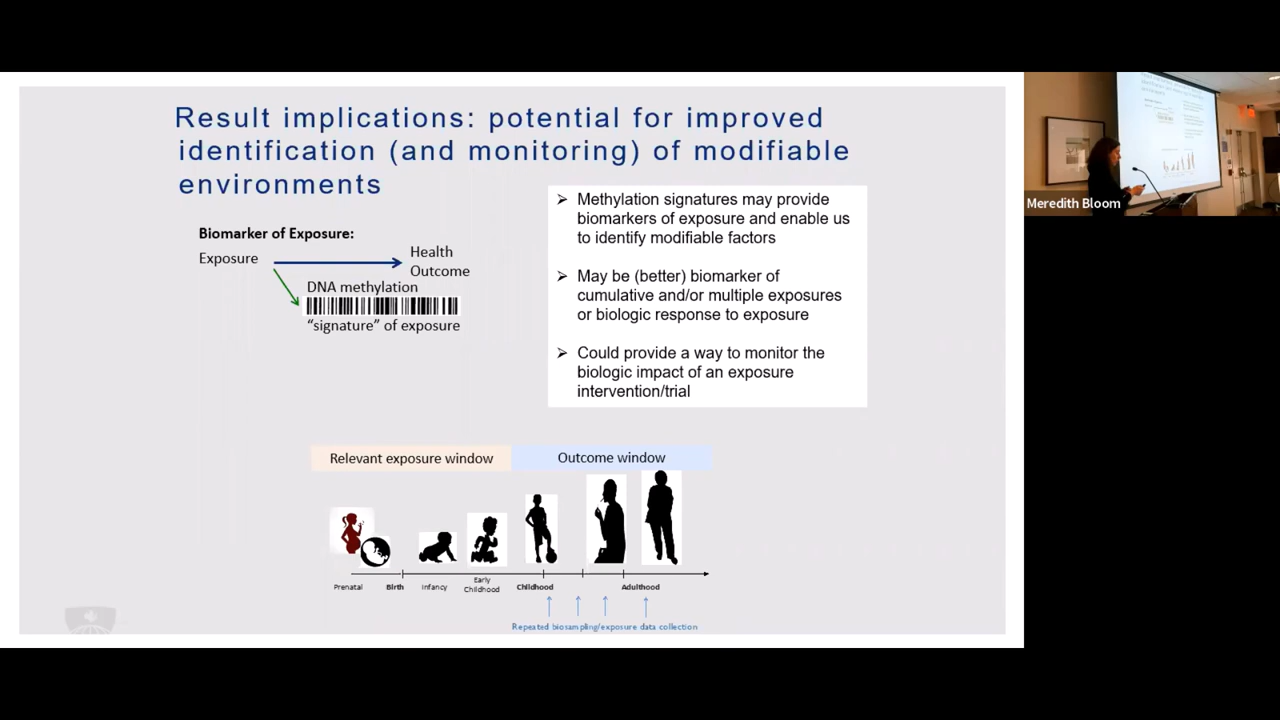 Result implications: potential for improved
identification (and monitoring) of modifiable
environments
Biomarker of Exposure:
Exposure
Health
Outcome
DNA methylation
“signature” of exposure
➢ Methylation signatures may provide
biomarkers of exposure and enable us
to identify modifiable factors
➢ May be (better) biomarker of
cumulative and/or multiple exposures
or biologic response to exposure
➢ Could provide a way to monitor the
biologic impact of an exposure
intervention/trial
Relevant exposure window
Outcome window
Prenatal
Birth
Infancy
Early
Childhood
Childhood
Adulthood
Repeated biosampling/exposure data collection
Meredith Bloom